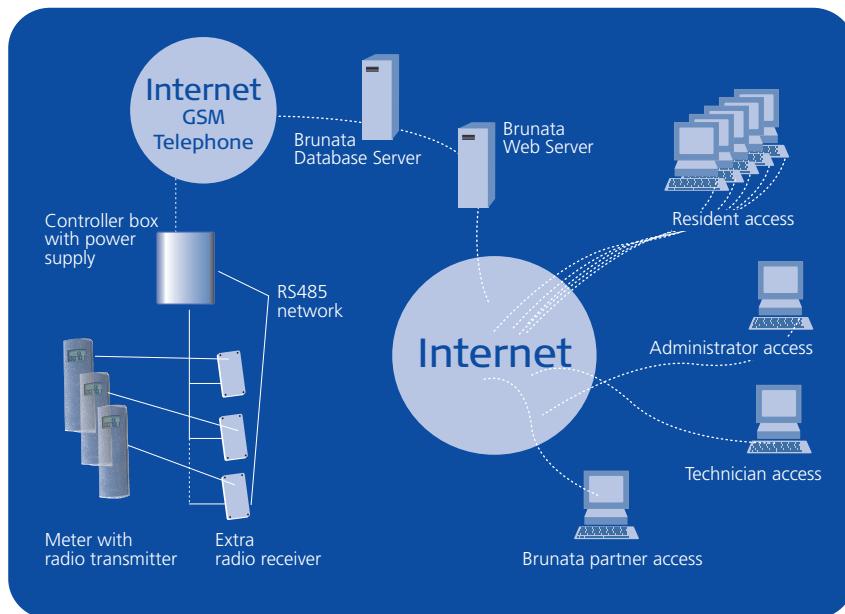 Internet
GSM
Telephone
Brunata
Database Server
Brunata
Web Server
Resident access
Controller box
with power
supply
RS485
network
Internet
Administrator access
Technician access
Meter with
radio transmitter
Extra
radio receiver
Brunata partner access